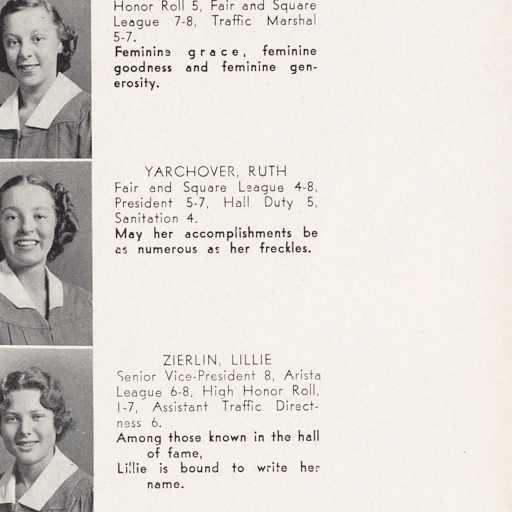 Honor Roll 5, Fair and Square
League 7-8, Traffic Marshal
5-7.
Feminine grace, feminine
goodness and feminine gen-
erosity.
YARCHOVER, RUTH
Fair and Square League 4-8,
President 5-7, Hall Duty 5,
Sanitation 4.
May her accomplishments be
as numerous as her freckles.
ZIERLIN, LILLIE
Senior Vice-President 8, Arista
League 6-8, High Honor Roll,
1-7, Assistant Traffic Direct-
ness 6.
Among those known in the hall
of fame,
Lillie is bound to write her
name.